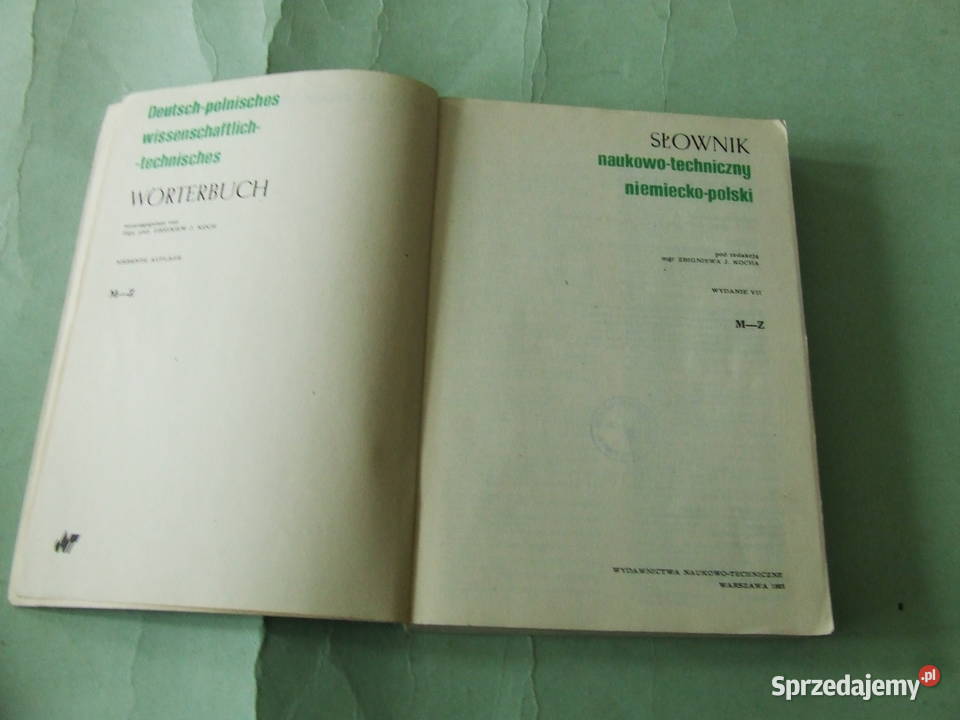 Deutsch-polnisches
wissenschaftlich-
-technisches
WÖRTERBUCH
M—Z
SŁOWNIK
naukowo-techniczny
niemiecko-polski
pod redakcją
mgr ZBIGNIEWA J. KOCHA
WYDANIE VII
M—Z
WYDAWNICTWA NAUKOWO-TECHNICZNE
WARSZAWA
Sprzedajemy.pl